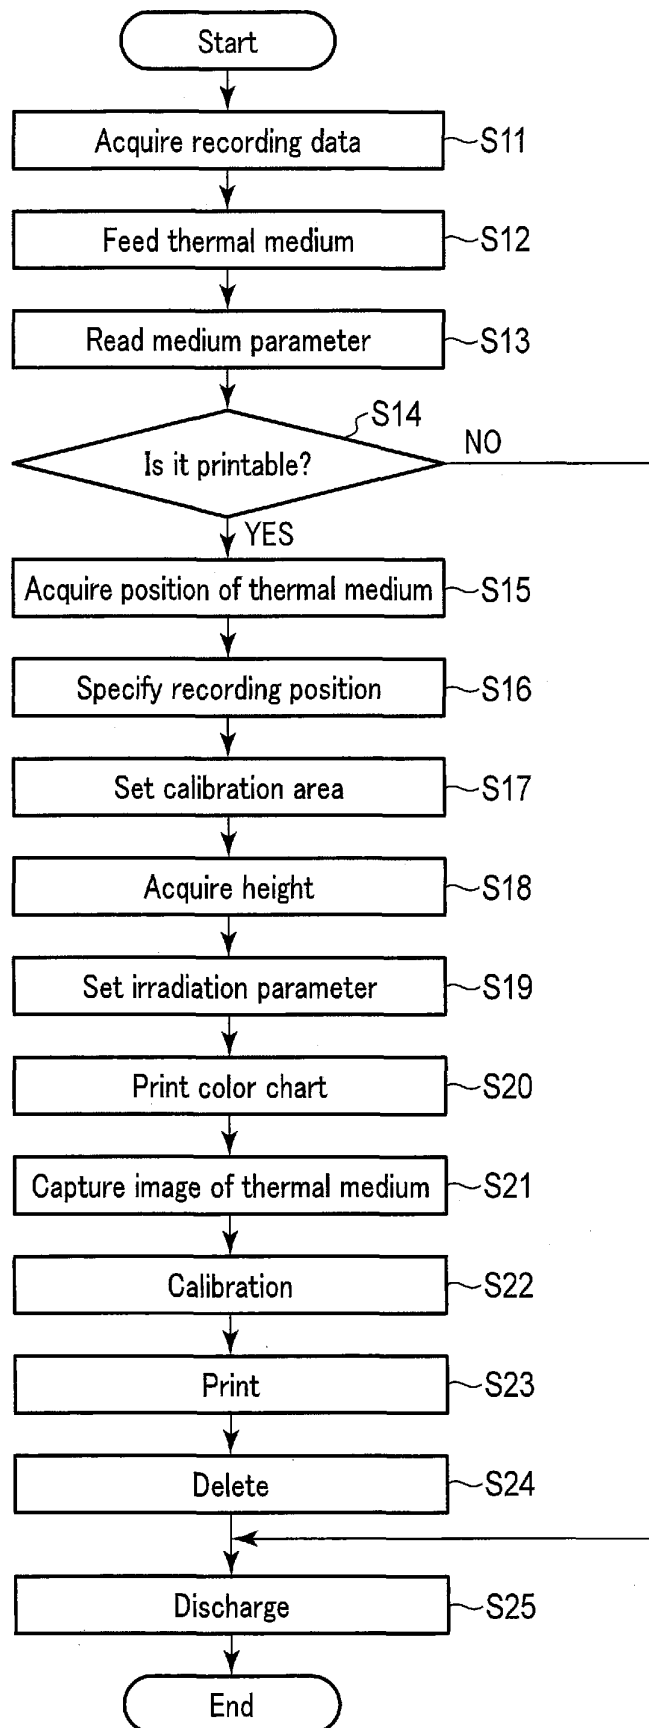 Start
Acquire recording data
S11
Feed thermal medium
S12
Read medium parameter
S13
S14
Is it printable?
NO
YES
Acquire position of thermal medium
S15
Specify recording position
S16
Set calibration area
S17
Acquire height
S18
Set irradiation parameter
S19
Print color chart
S20
Capture image of thermal medium
S21
Calibration
S22
Print
S23
Delete
S24
Discharge
S25
End